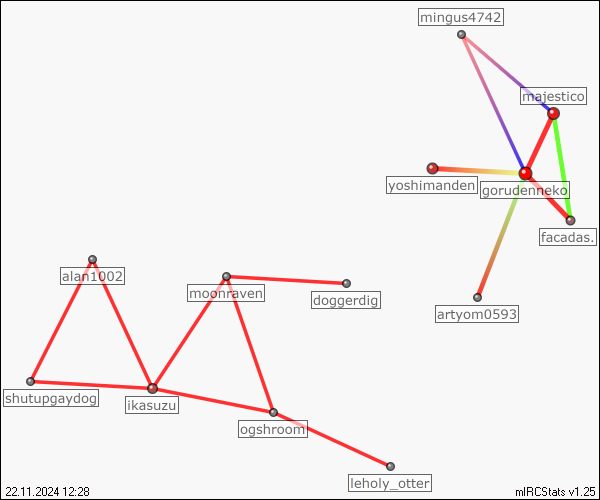 mingus4742
majestico
yoshimanden
gorudenneko
facadas.
alan1002
moonraven
doggerdig
artyom0593
shutupgaydog
ikasuzu
ogshroom
leholy_otter
22.11.2024 12:28
mIRCStats v1.25